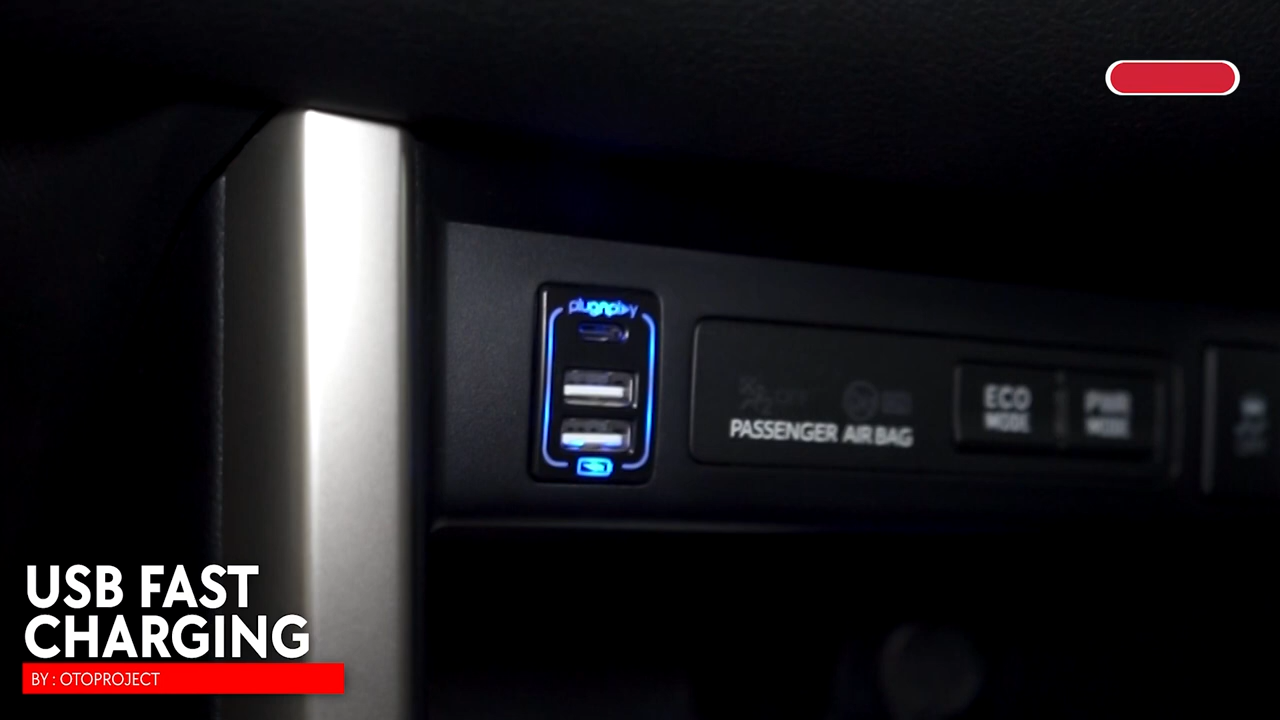 plugnplay
PASSENGER AIR BAG
ECO
MODE
PWR
MODE
USB FAST
CHARGING
BY : OTOPROJECT